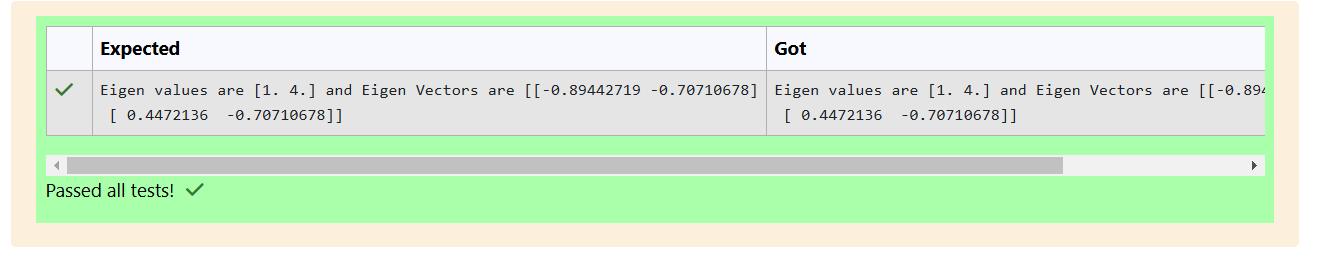 Expected Got
Eigen values are [1. 4.] and Eigen Vectors are [[-0.89442719 -0.70710678] Eigen values are [1. 4.] and Eigen Vectors are [[-0.894
[ 0.4472136  -0.70710678]] [ 0.4472136  -0.70710678]]
Passed all tests!